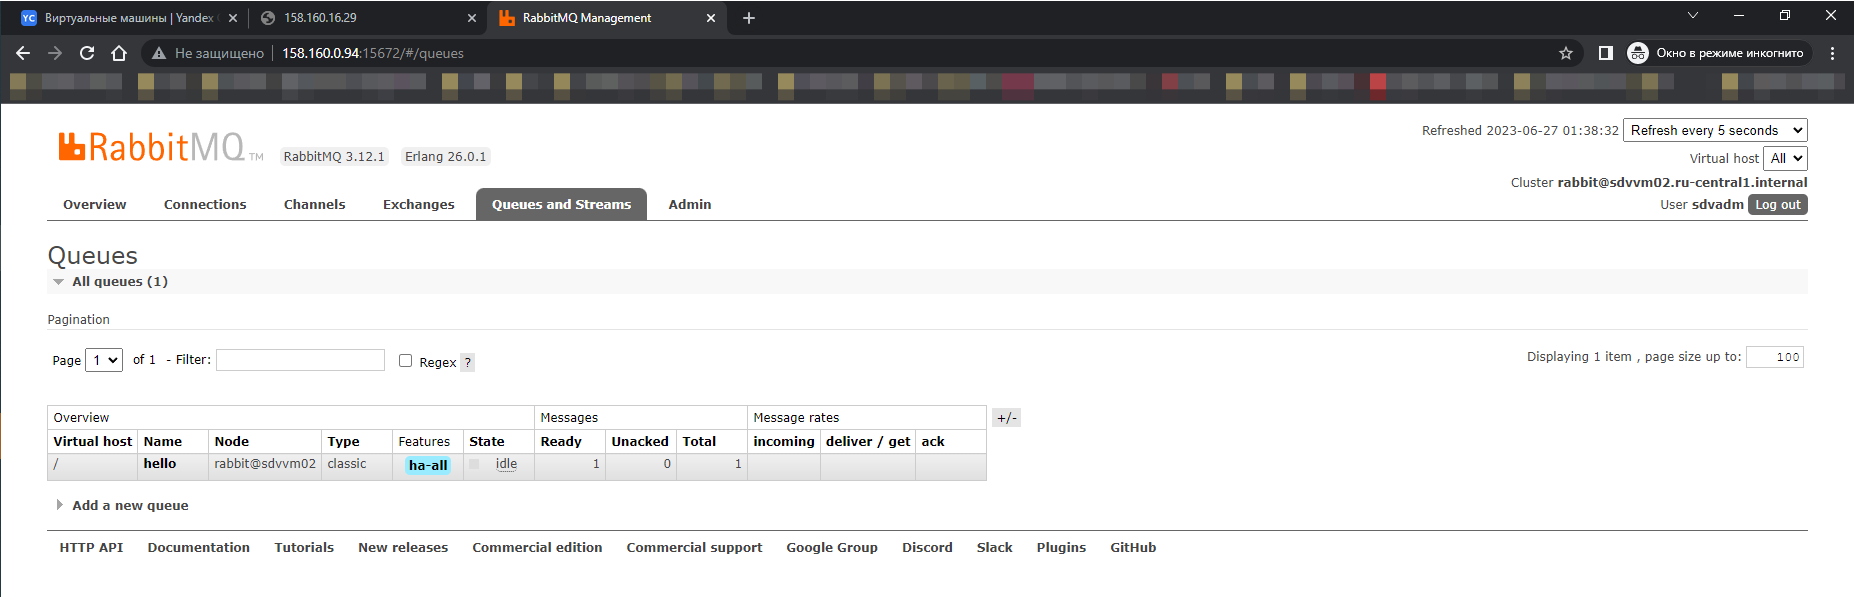 Виртуальные машины | Yandex
158.160.16.29
RabbitMQ Management
Не защищено
158.160.0.94:15672/#/queues
Окно в режиме инкогнито
RabbitMQ TM
RabbitMQ 3.12.1
Erlang 26.0.1
Refreshed 2023-06-27 01:38:32
Refresh every 5 seconds
Virtual host All
Cluster rabbit@sdvvm02.ru-central1.internal
User sdvadm Log out
Overview Connections Channels Exchanges Queues and Streams Admin
Queues
All queues (1)
Pagination
Page 1 of 1 - Filter: Regex ?
Displaying 1 item , page size up to: 100
Overview Messages Message rates +/-
Virtual host Name Node Type Features State Ready Unacked Total incoming deliver / get ack
/ hello rabbit@sdvvm02 classic ha-all idle 1 0 1
Add a new queue
HTTP API Documentation Tutorials New releases Commercial edition Commercial support Google Group Discord Slack Plugins GitHub